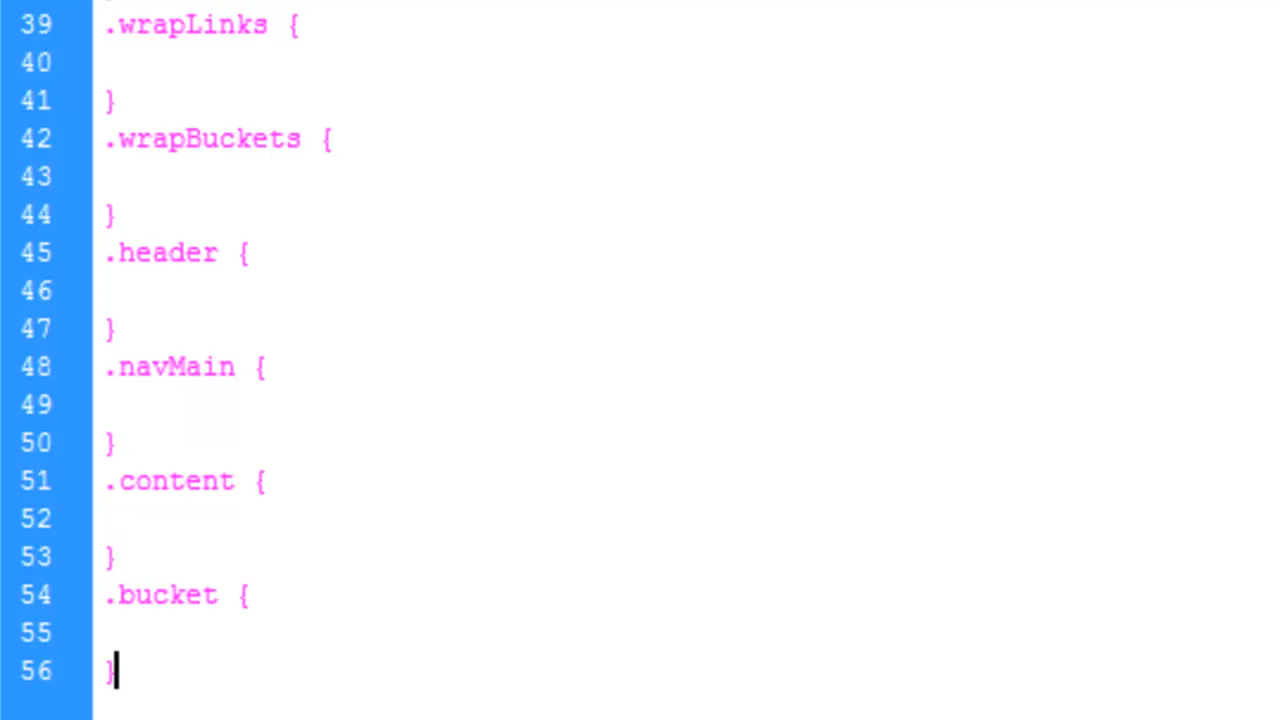 39 .wrapLinks {
40
41 }
42 .wrapBuckets {
43
44 }
45 .header {
46
47 }
48 .navMain {
49
50 }
51 .content {
52
53 }
54 .bucket {
55
56 }